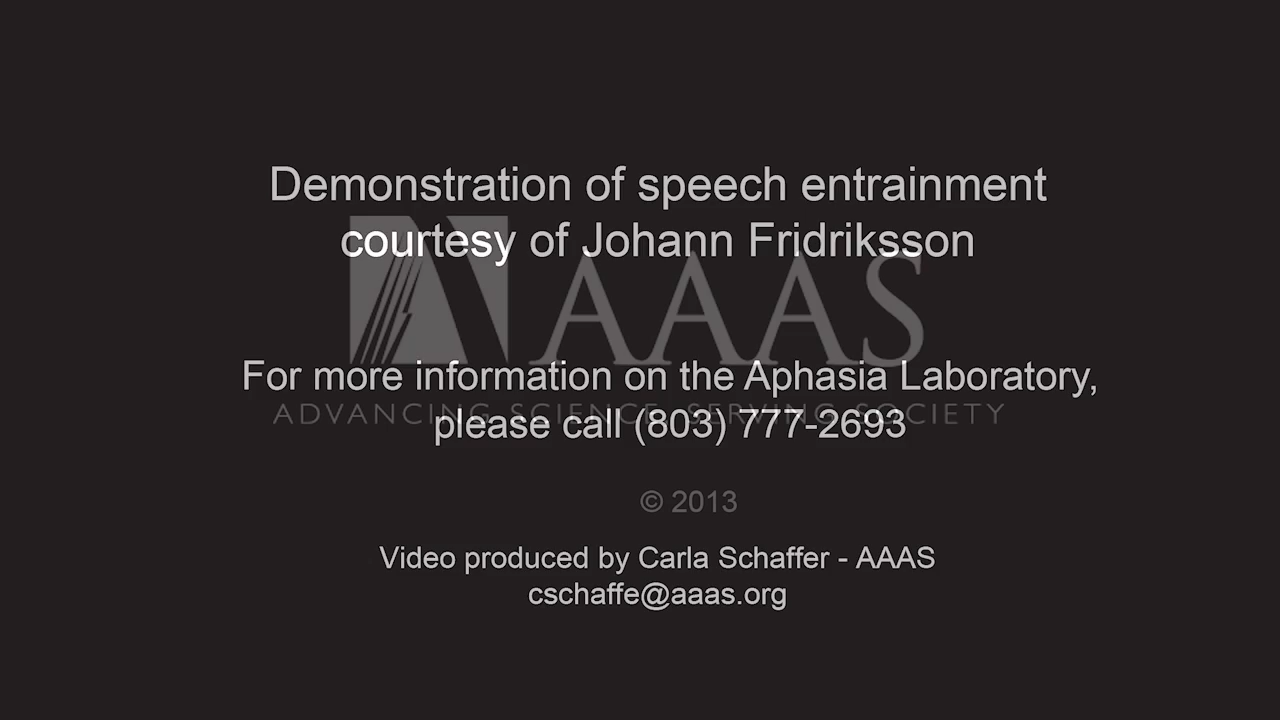 Demonstration of speech entrainment
courtesy of Johann Fridriksson
AAAS
For more information on the Aphasia Laboratory,
ADVANCING SCIENCE, SERVING SOCIETY
please call (803) 777-2693
© 2013
Video produced by Carla Schaffer - AAAS
cschaffe@aaas.org